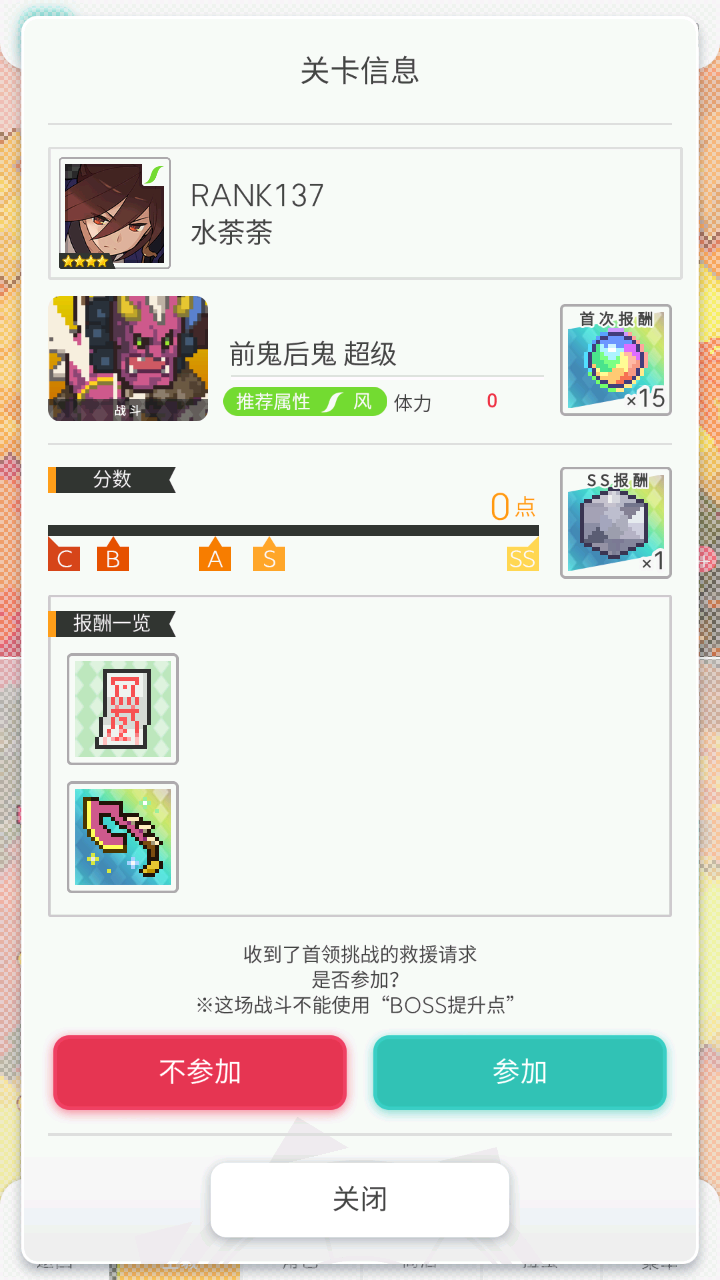 关卡信息
RANK137
水荼荼
前鬼后鬼 超级
战斗
推荐属性 风 体力 0
首次报酬
×15
分数
0点
C B A S SS
SS报酬
×1
报酬一览
收到了首领挑战的救援请求
是否参加?
※这场战斗不能使用“BOSS提升点”
不参加
参加
关闭